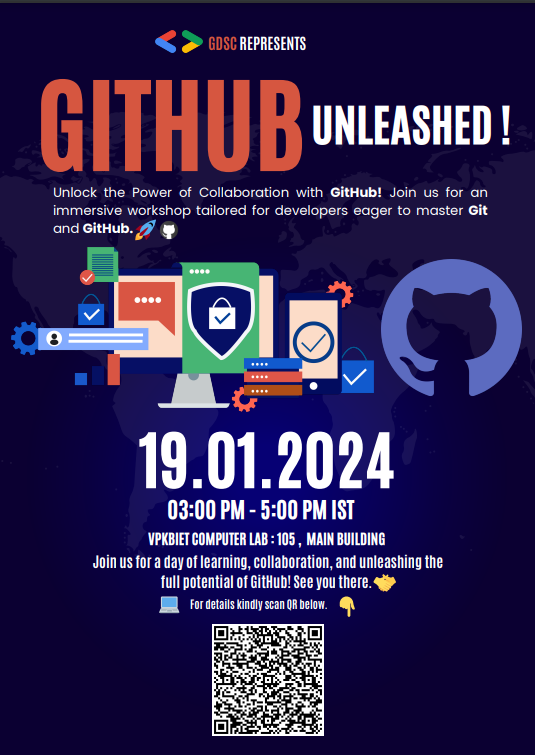 GDSC REPRESENTS
GITHUB UNLEASHED !
Unlock the Power of Collaboration with GitHub! Join us for an
immersive workshop tailored for developers eager to master Git
and GitHub. 🚀
19.01.2024
03:00 PM - 5:00 PM IST
VPKBIET COMPUTER LAB : 105 , MAIN BUILDING
Join us for a day of learning, collaboration, and unleashing the
full potential of GitHub! See you there. 🤝
💻 For details kindly scan QR below. 👇